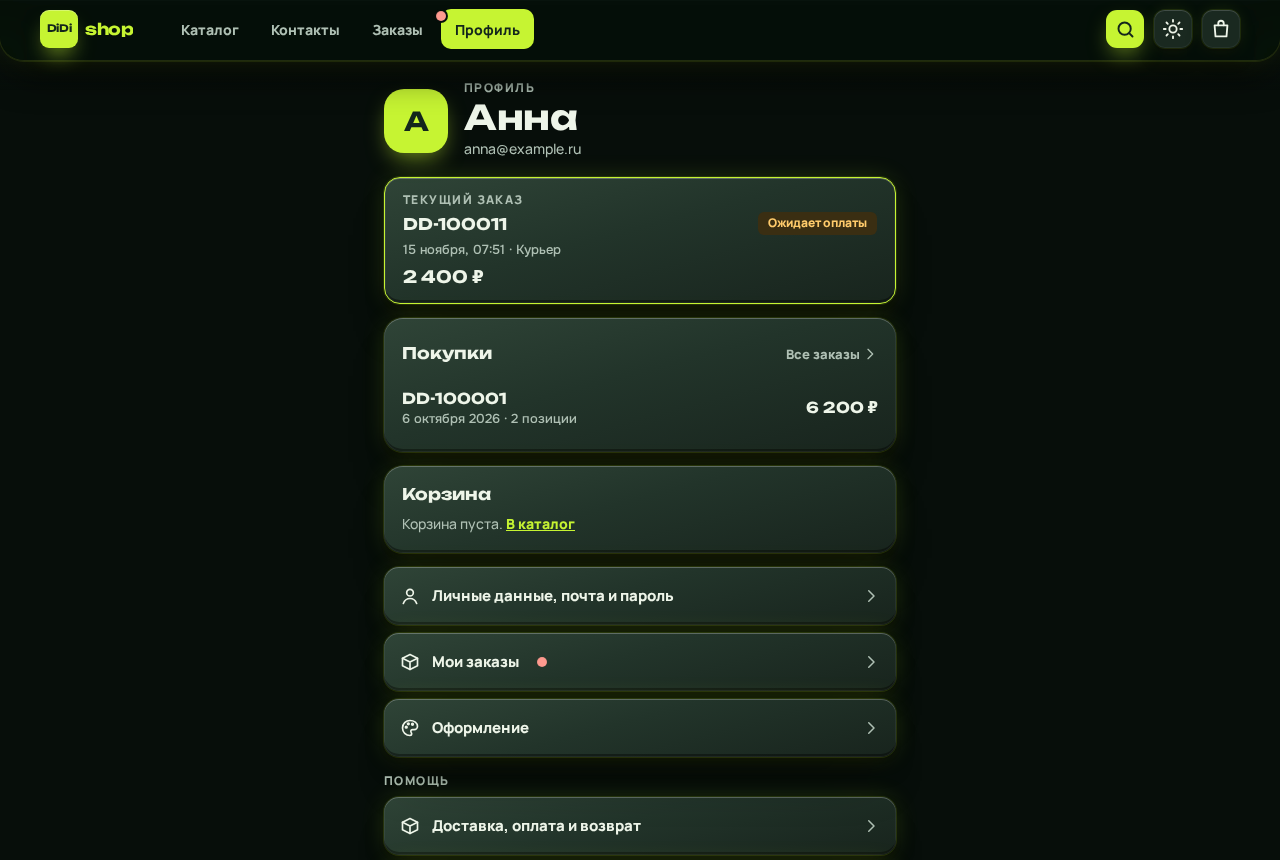 DiDi shop Каталог Контакты Заказы Профиль
ПРОФИЛЬ
А
Анна
anna@example.ru
ТЕКУЩИЙ ЗАКАЗ
DD-100011
Ожидает оплаты
15 ноября, 07:51 · Курьер
2 400 ₽
Покупки
Все заказы
DD-100001
6 октября 2026 · 2 позиции
6 200 ₽
Корзина
Корзина пуста. В каталог
Личные данные, почта и пароль
Мои заказы
Оформление
ПОМОЩЬ
Доставка, оплата и возврат